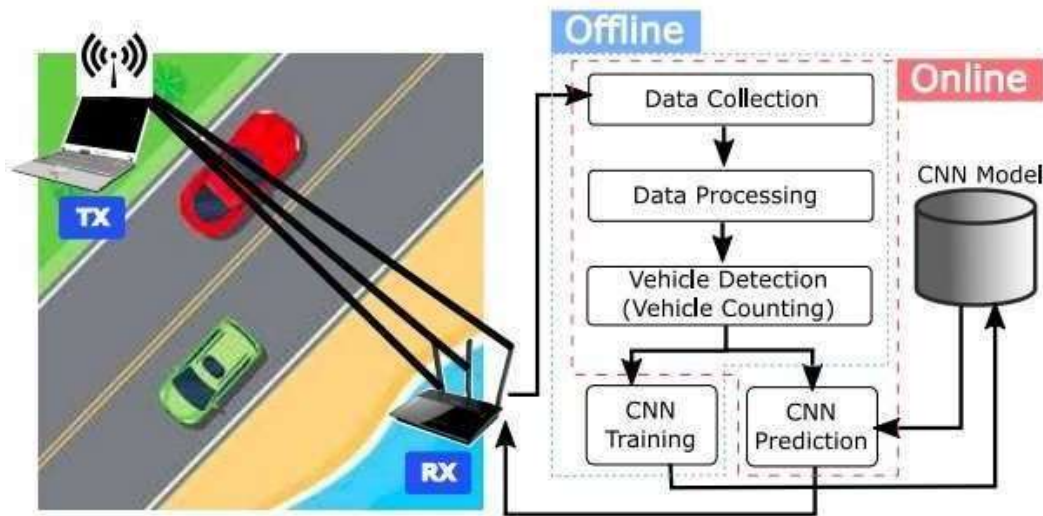 Offline
Online
TX
RX
Data Collection
Data Processing
Vehicle Detection
(Vehicle Counting)
CNN
Training
CNN
Prediction
CNN Model